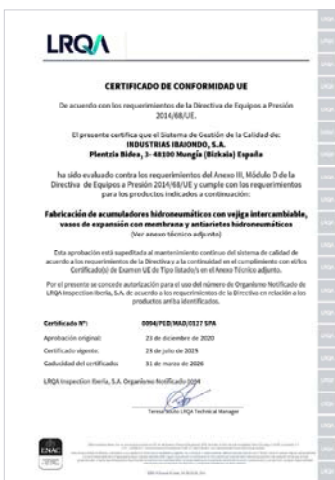 LRQA
CERTIFICADO DE CONFORMIDAD UE
De acuerdo con los requerimientos de la Directiva de Equipos a Presión
2014/68/UE.
El presente certifica que el Sistema de Gestión de la Calidad de:
INDUSTRIAS IBAIONDO, S.A.
Plentzia Bidea, 3- 48100 Mungia (Bizkaia) España
ha sido evaluado contra los requerimientos del Anexo III, Módulo D de la
Directiva de Equipos a Presión 2014/68/UE y cumple con los requerimientos
para los productos indicados a continuación:
Fabricación de acumuladores hidroneumáticos con vejiga intercambiable,
vasos de expansión con membrana y antiarietes hidroneumáticos
(Ver anexo técnico adjunto)
Esta aprobación está supeditada al mantenimiento continuo del sistema de calidad de
acuerdo a los requerimientos de la Directiva y a la continuidad en el cumplimiento con el/los
Certificado(s) de Examen UE de Tipo listado/s en el Anexo Técnico adjunto.
Por el presente se concede autorización para el uso del número de Organismo Notificado de
LRQA Inspection Iberia, S.A. de acuerdo a los requerimientos de la Directiva en relación a los
productos arriba identificados.
Certificado Nº: 0094/PED/MAD/0127 SPA
Aprobación original: 23 de diciembre de 2020
Certificado vigente: 25 de julio de 2025
Caducidad del certificado: 31 de marzo de 2026
LRQA Inspection Iberia, S.A. Organismo Notificado 0094
LRQA Technical Manager
ENAC